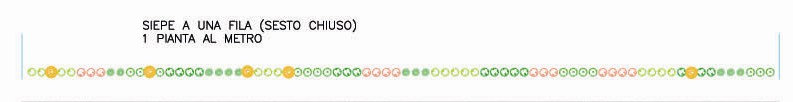 SIEPE A UNA FILA (SESTO CHIUSO)
1 PIANTA AL METRO